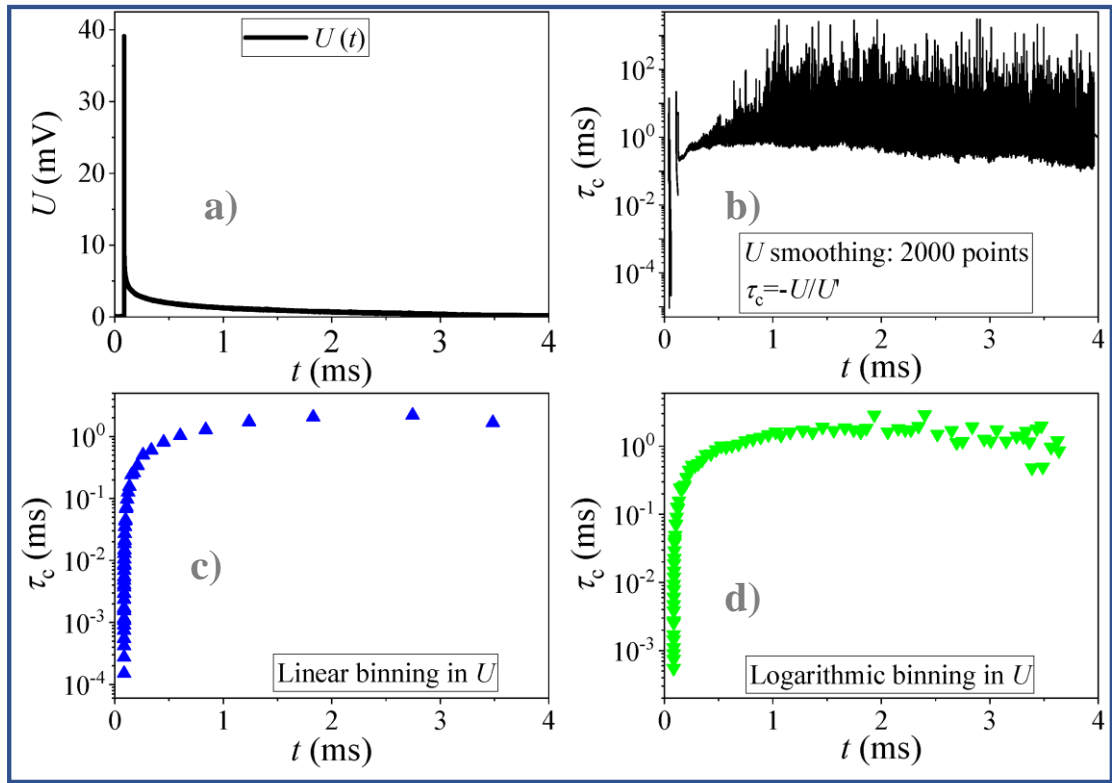 40
30
20
10
0
U (mV)
U (t)
a)
0 1 2 3 4
t (ms)
10²
10⁰
10⁻²
10⁻⁴
τc (ms)
b)
U smoothing: 2000 points
τc=-U/U'
0 1 2 3 4
t (ms)
10⁰
10⁻¹
10⁻²
10⁻³
10⁻⁴
τc (ms)
c)
Linear binning in U
0 1 2 3 4
t (ms)
10⁰
10⁻¹
10⁻²
10⁻³
τc (ms)
d)
Logarithmic binning in U
0 1 2 3 4
t (ms)